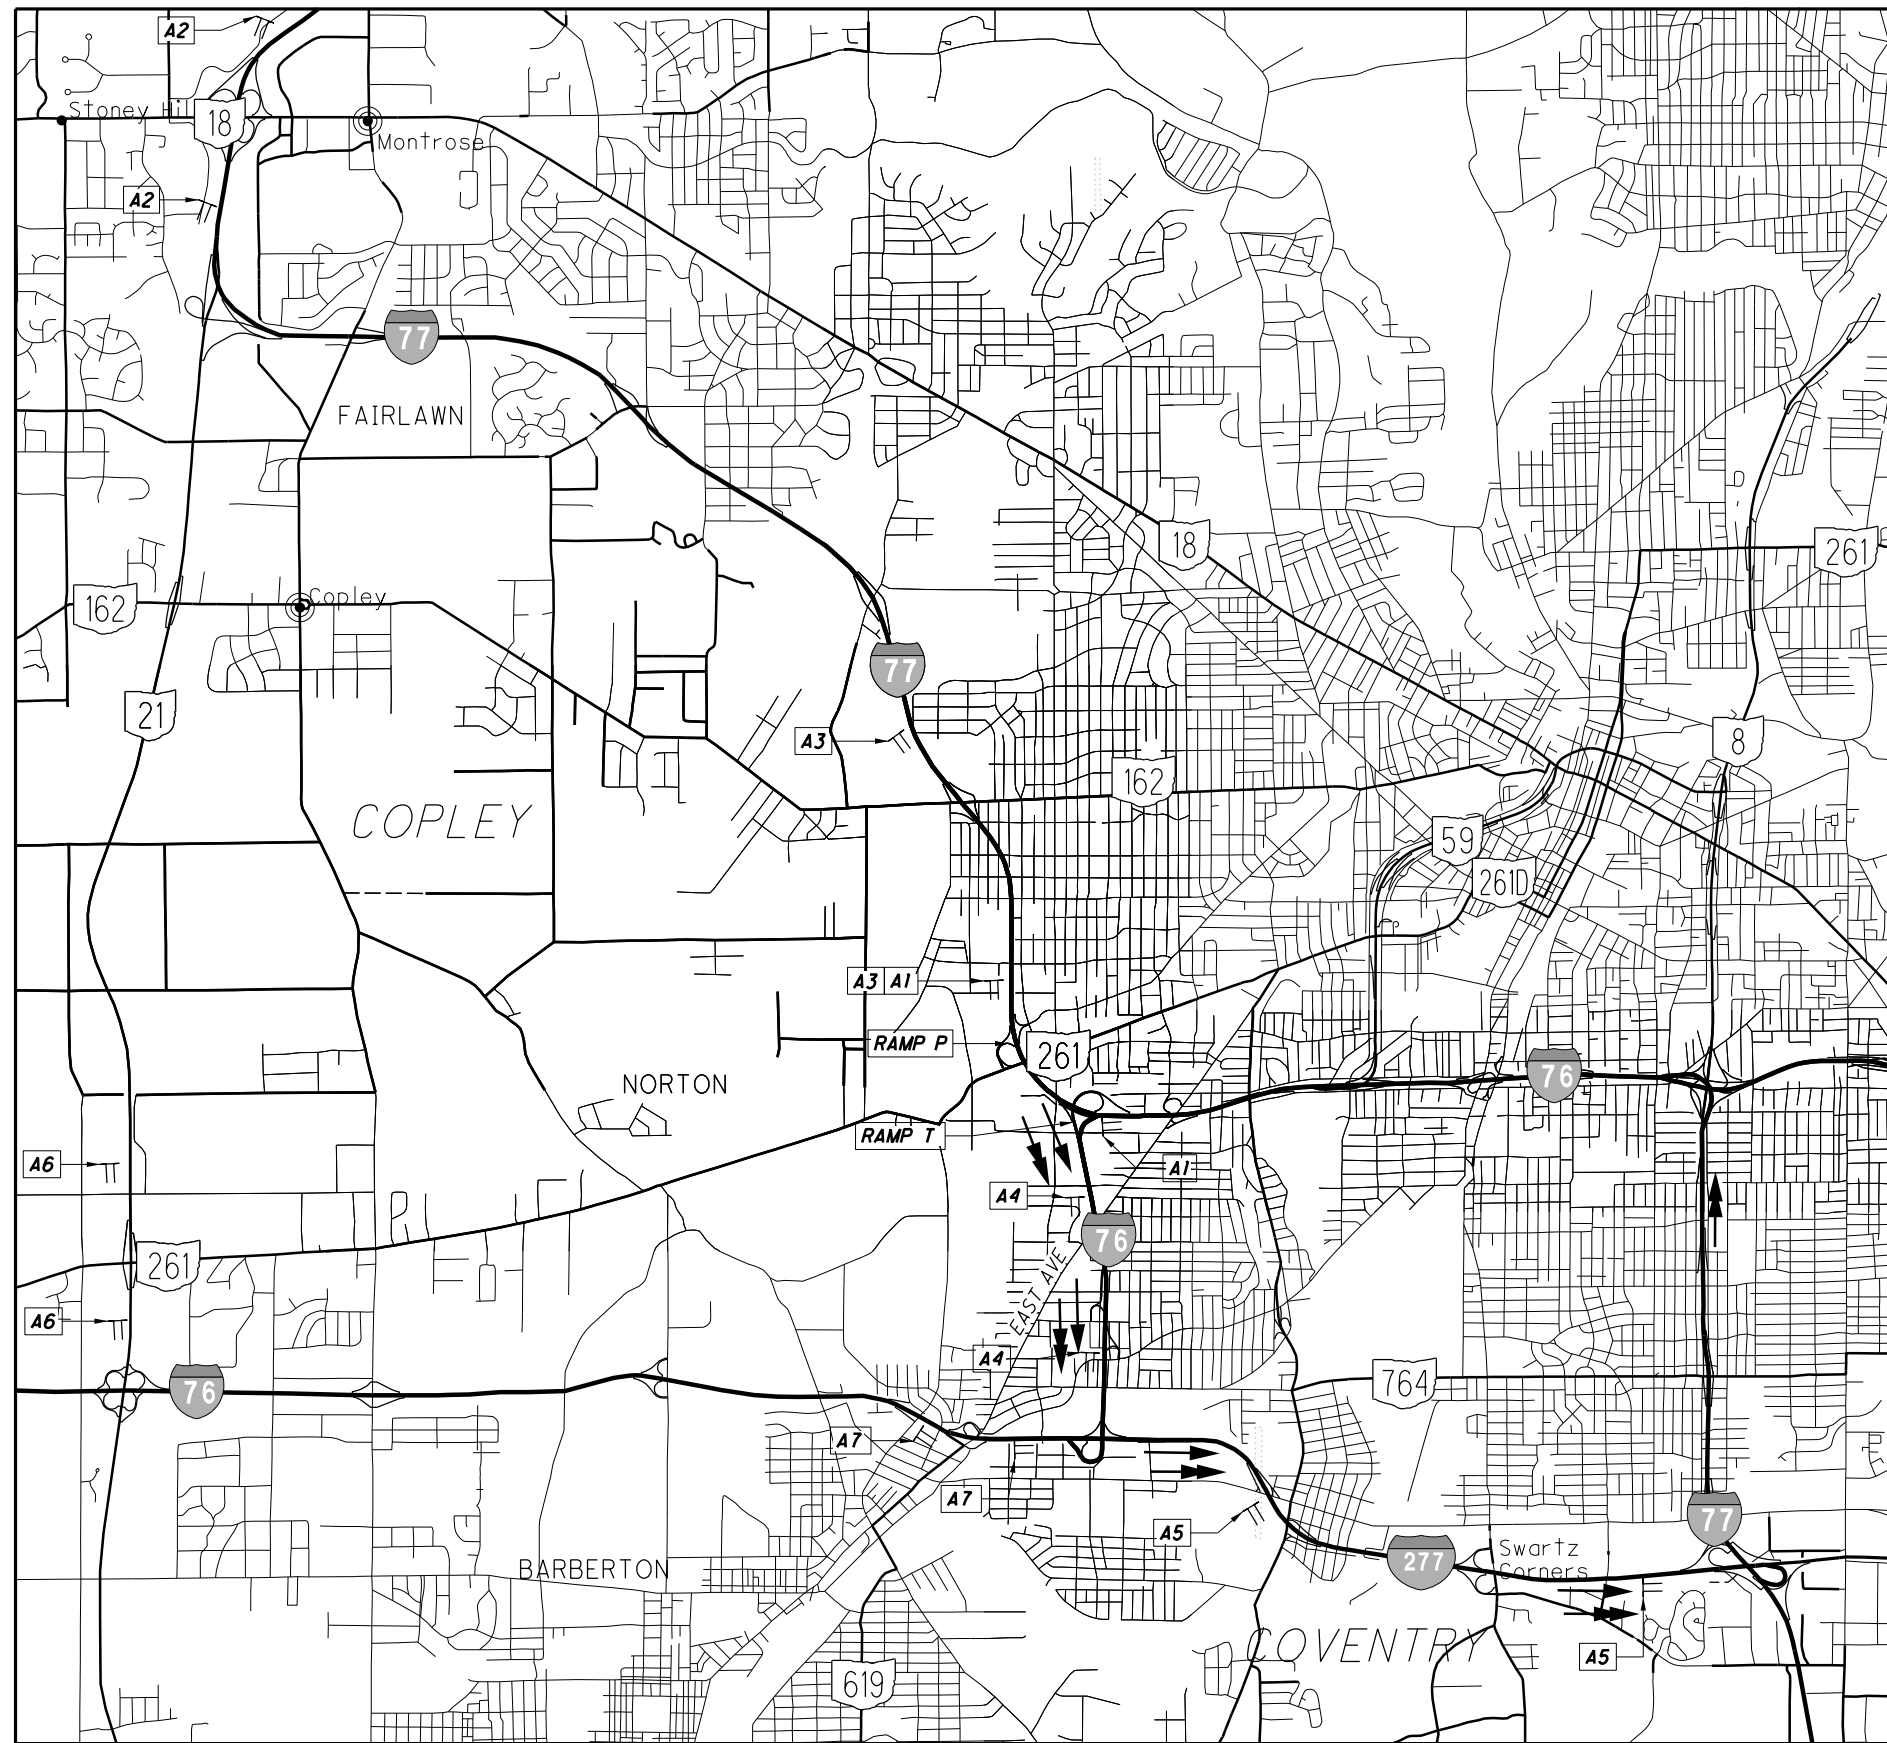 A2
Stoney Hil
18
Montrose
A2
77
FAIRLAWN
18
261
162
Copley
77
21
A3
8
162
COPLEY
59
261D
A3 A1
RAMP P
261
76
NORTON
RAMP T
A6
A1
A4
76
261
EAST AVE
A6
A4
76
764
A7
A7
77
A5
277
Swartz
Corners
BARBERTON
COVENTRY
A5
619